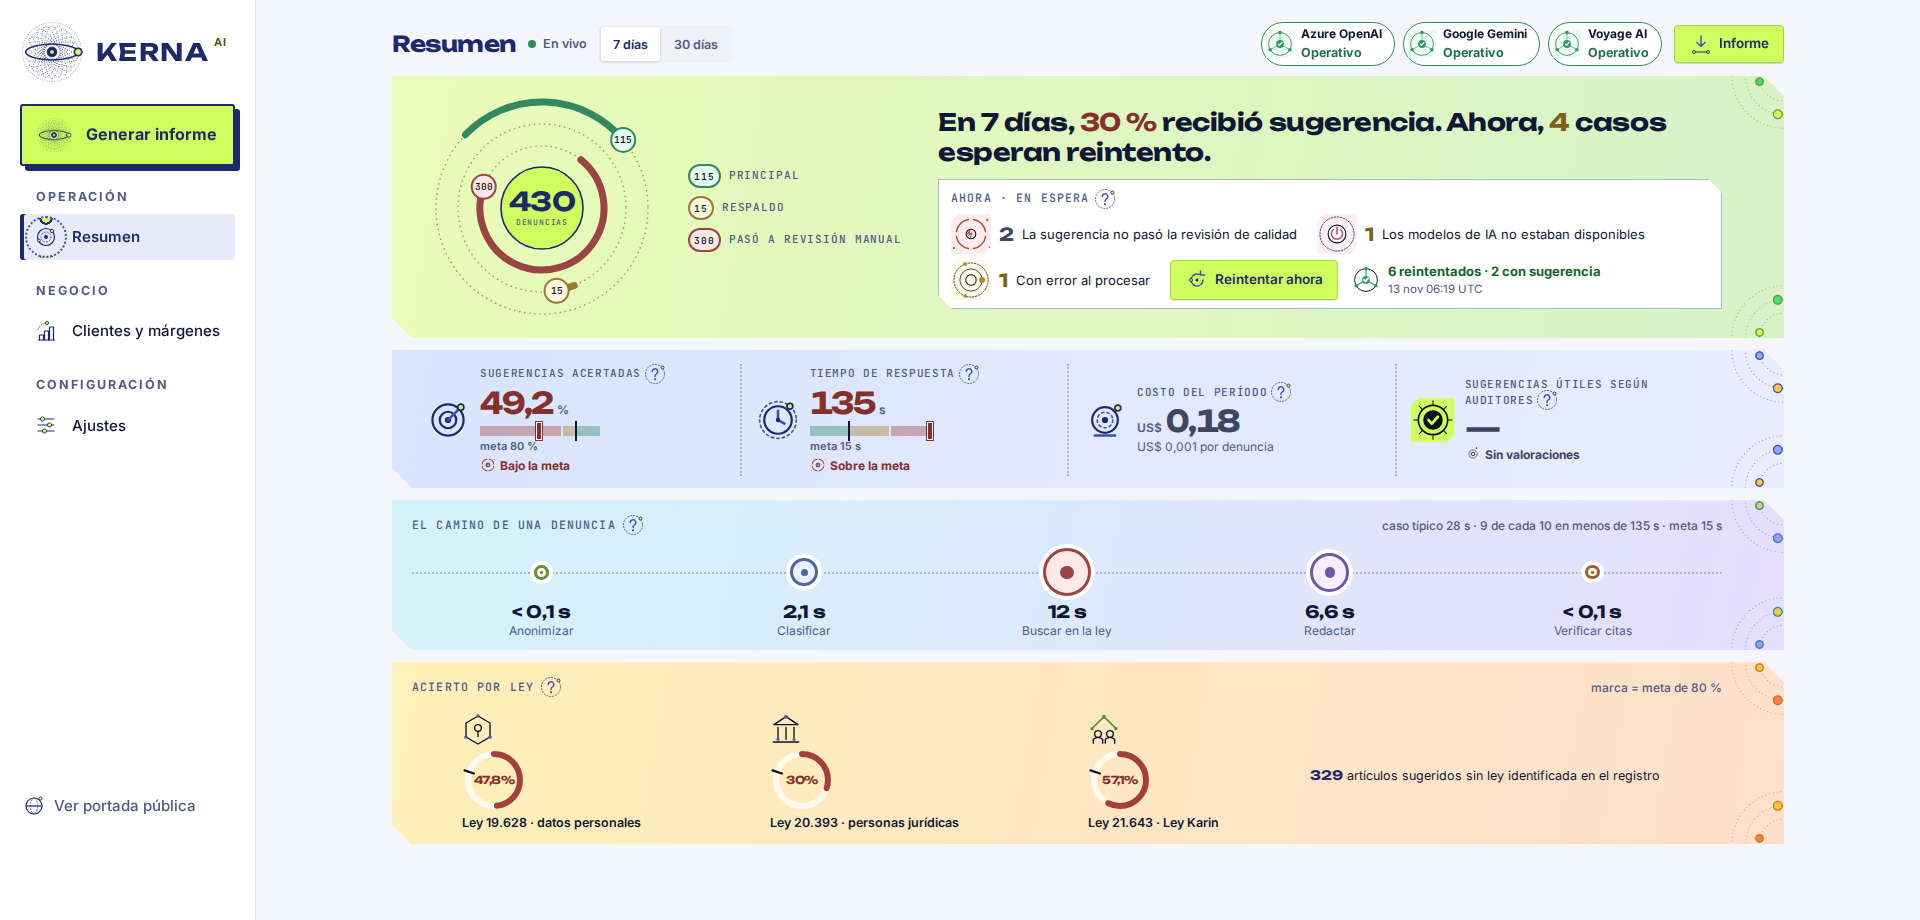 KERNA AI
Generar informe
OPERACIÓN
Resumen
NEGOCIO
Clientes y márgenes
CONFIGURACIÓN
Ajustes
Ver portada pública
Resumen
En vivo
7 días
30 días
Azure OpenAI
Operativo
Google Gemini
Operativo
Voyage AI
Operativo
Informe
115
300
430
DENUNCIAS
15
115 PRINCIPAL
15 RESPALDO
300 PASÓ A REVISIÓN MANUAL
En 7 días, 30 % recibió sugerencia. Ahora, 4 casos
esperan reintento.
AHORA · EN ESPERA ?
2 La sugerencia no pasó la revisión de calidad
1 Los modelos de IA no estaban disponibles
1 Con error al procesar
Reintentar ahora
6 reintentados · 2 con sugerencia
13 nov 06:19 UTC
SUGERENCIAS ACERTADAS ?
49,2 %
meta 80 %
Bajo la meta
TIEMPO DE RESPUESTA ?
135 s
meta 15 s
Sobre la meta
COSTO DEL PERÍODO ?
US$ 0,18
US$ 0,001 por denuncia
SUGERENCIAS ÚTILES SEGÚN
AUDITORES ?
—
Sin valoraciones
EL CAMINO DE UNA DENUNCIA ?
caso típico 28 s · 9 de cada 10 en menos de 135 s · meta 15 s
< 0,1 s
Anonimizar
2,1 s
Clasificar
12 s
Buscar en la ley
6,6 s
Redactar
< 0,1 s
Verificar citas
ACIERTO POR LEY ?
marca = meta de 80 %
47,8%
Ley 19.628 · datos personales
30%
Ley 20.393 · personas jurídicas
57,1%
Ley 21.643 · Ley Karin
329 artículos sugeridos sin ley identificada en el registro